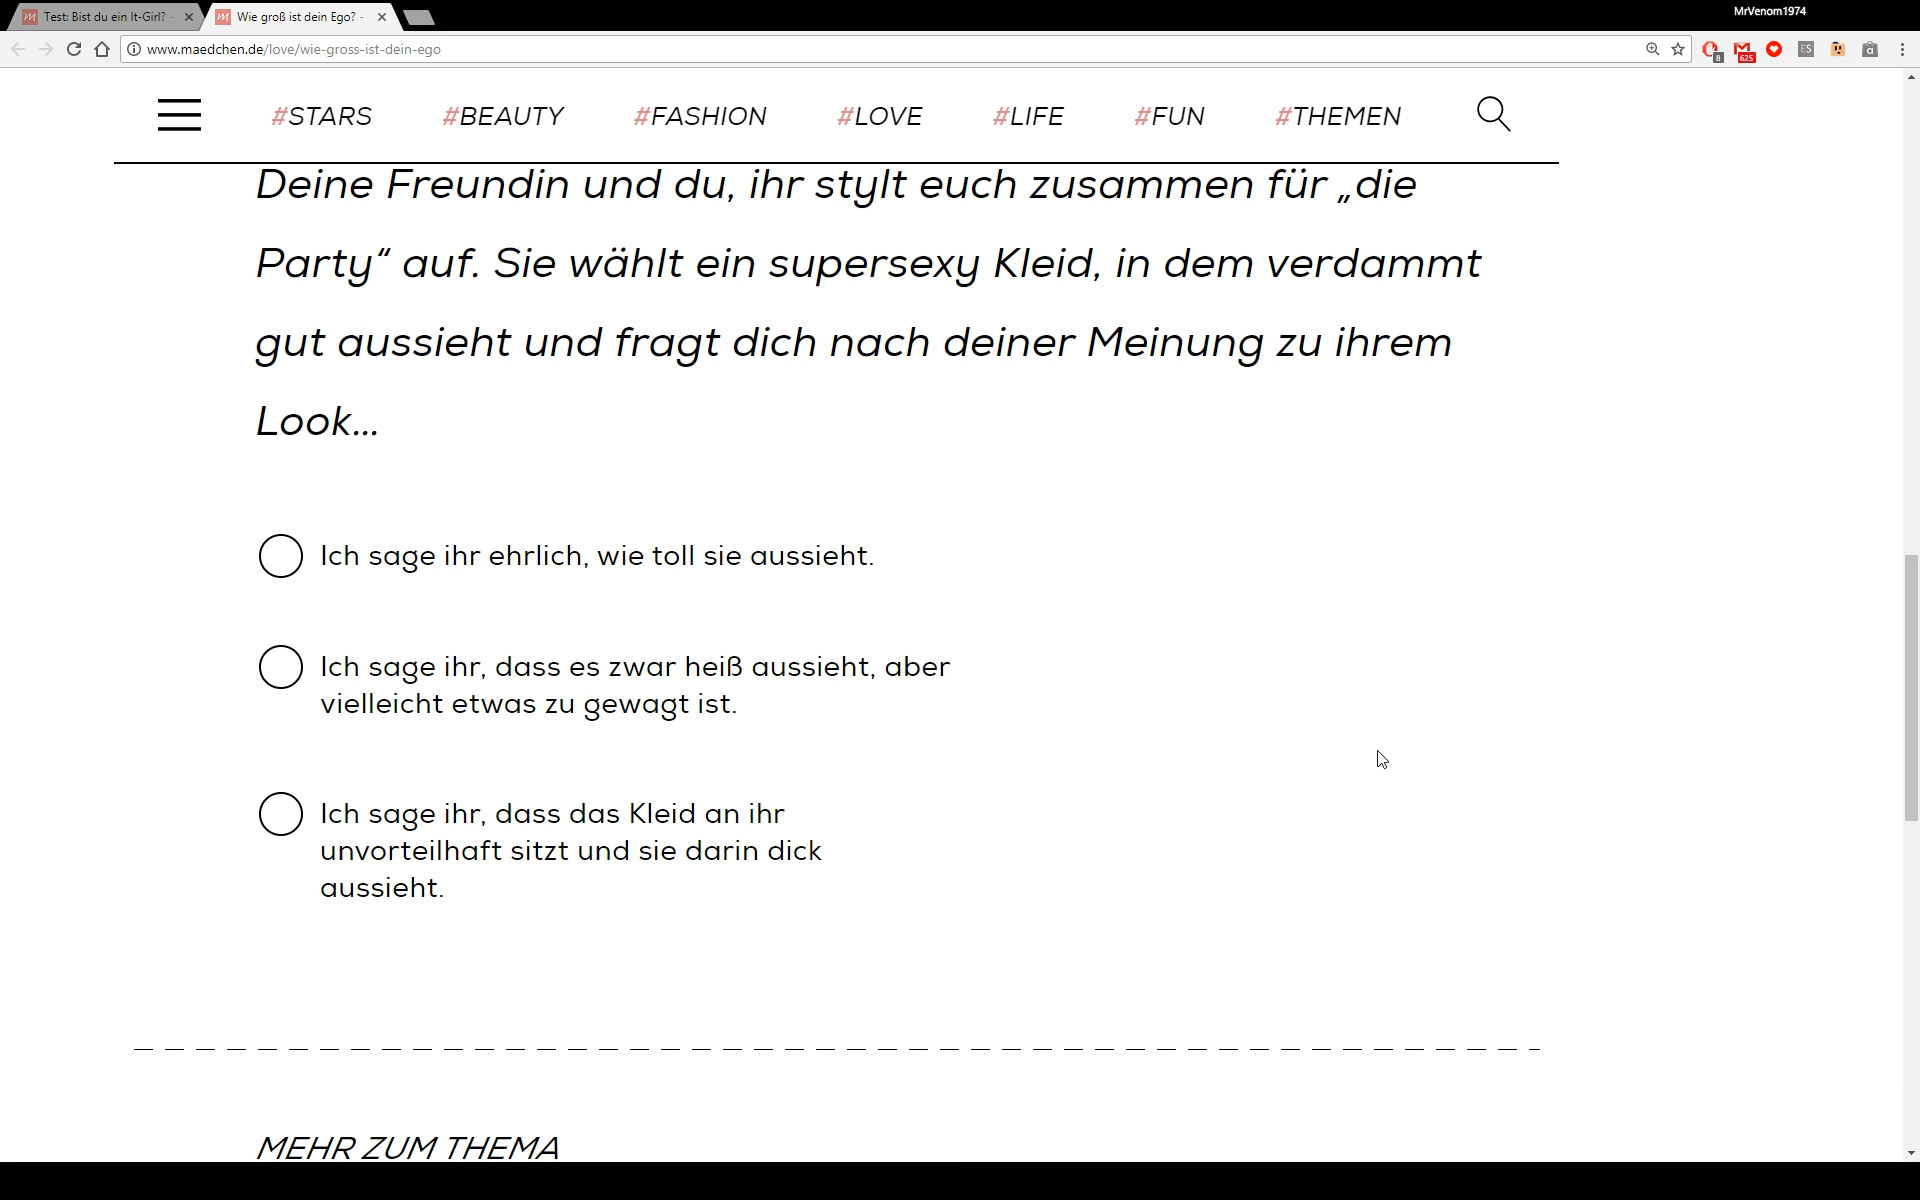 Test: Bist du ein It-Girl? -
Wie groß ist dein Ego? -
MrVenom1974
www.maedchen.de/love/wie-gross-ist-dein-ego
8
625
ES
a
#STARS #BEAUTY #FASHION #LOVE #LIFE #FUN #THEMEN
Deine Freundin und du, ihr stylt euch zusammen für „die
Party“ auf. Sie wählt ein supersexy Kleid, in dem verdammt
gut aussieht und fragt dich nach deiner Meinung zu ihrem
Look...
Ich sage ihr ehrlich, wie toll sie aussieht.
Ich sage ihr, dass es zwar heiß aussieht, aber
vielleicht etwas zu gewagt ist.
Ich sage ihr, dass das Kleid an ihr
unvorteilhaft sitzt und sie darin dick
aussieht.
MEHR ZUM THEMA